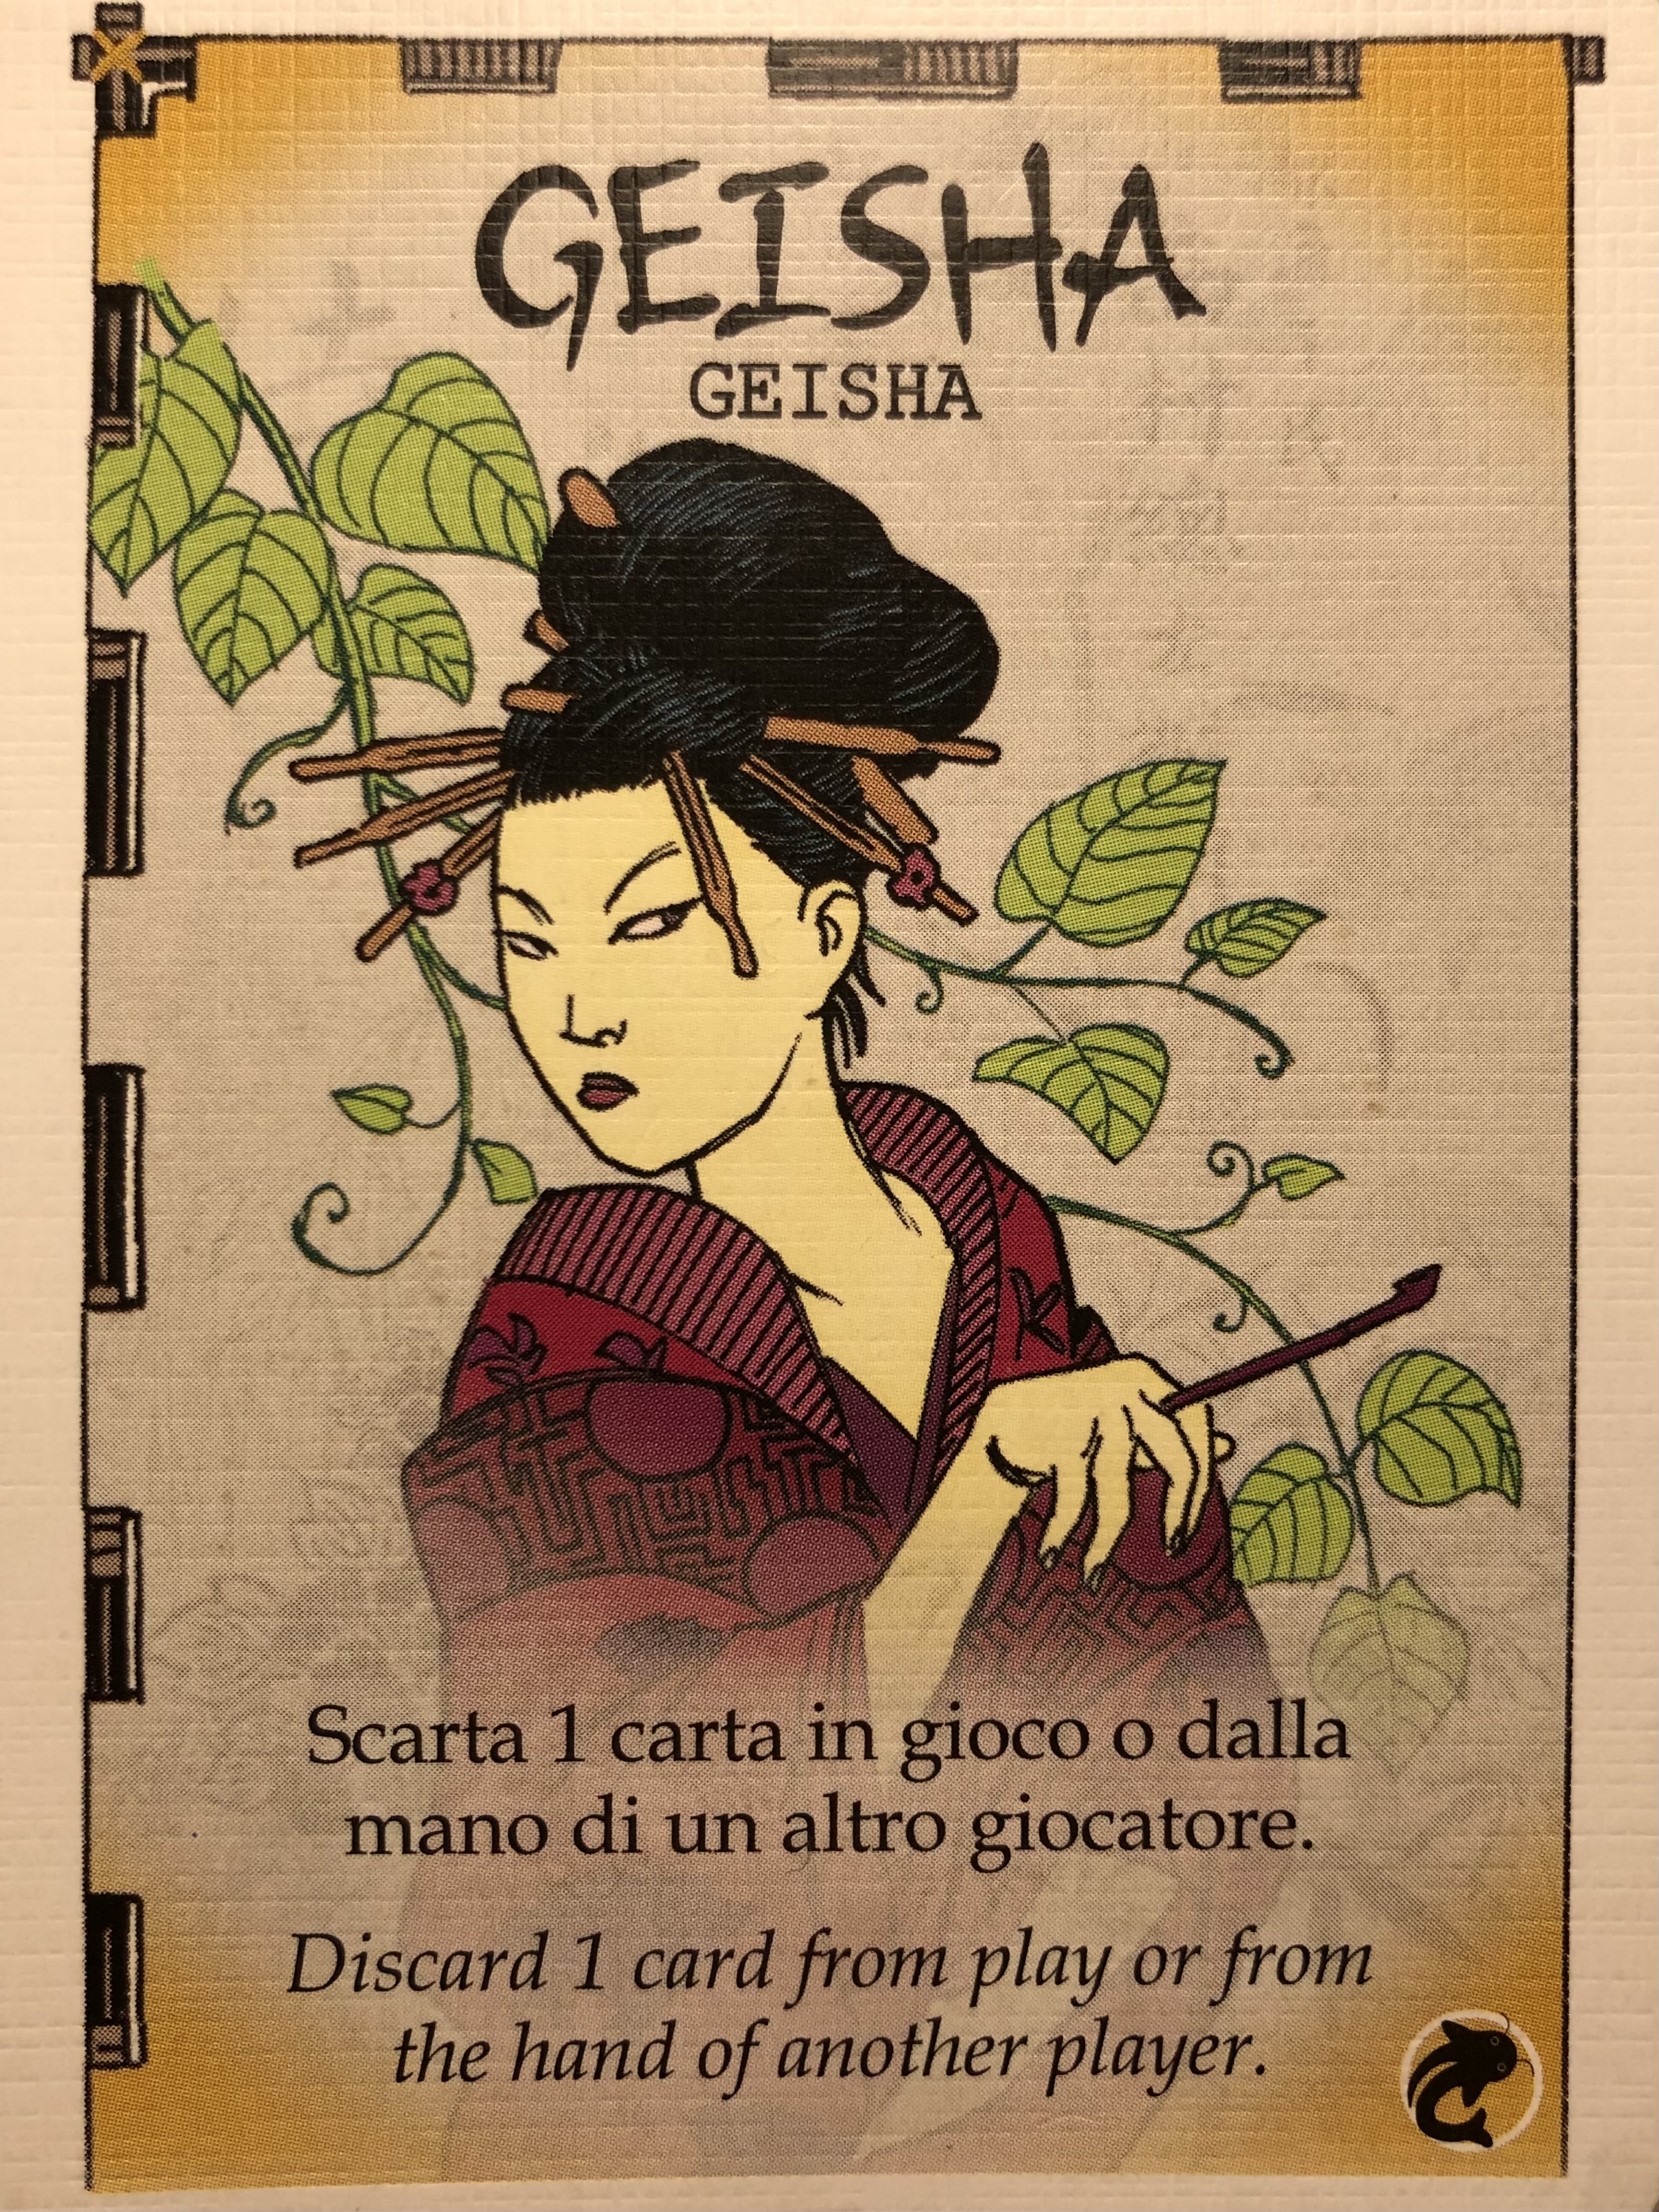 GEISHA
GEISHA
Scarta 1 carta in gioco o dalla
mano di un altro giocatore.
Discard 1 card from play or from
the hand of another player.